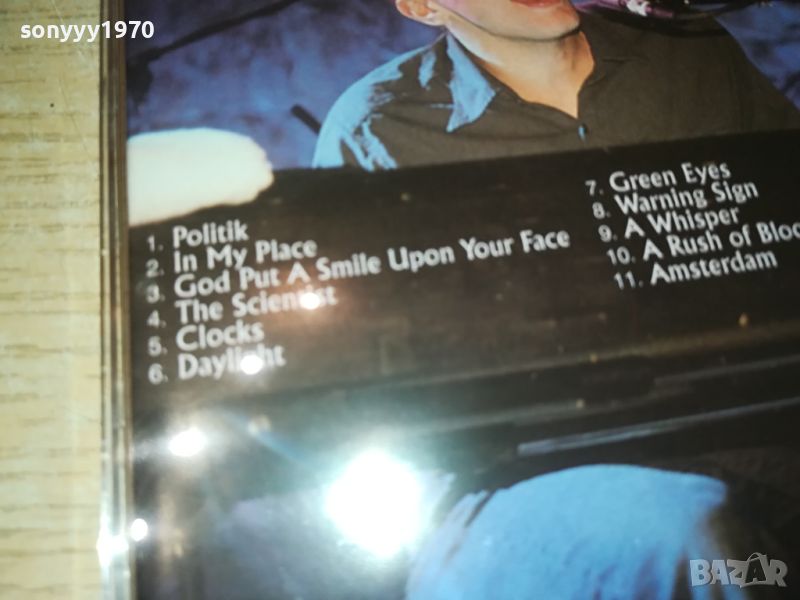 sonyyy1970
1. Politik
2. In My Place
3. God Put A Smile Upon Your Face
4. The Scientist
5. Clocks
6. Daylight
7. Green Eyes
8. Warning Sign
9. A Whisper
10. A Rush of Bloo
11. Amsterdam
BAZAR